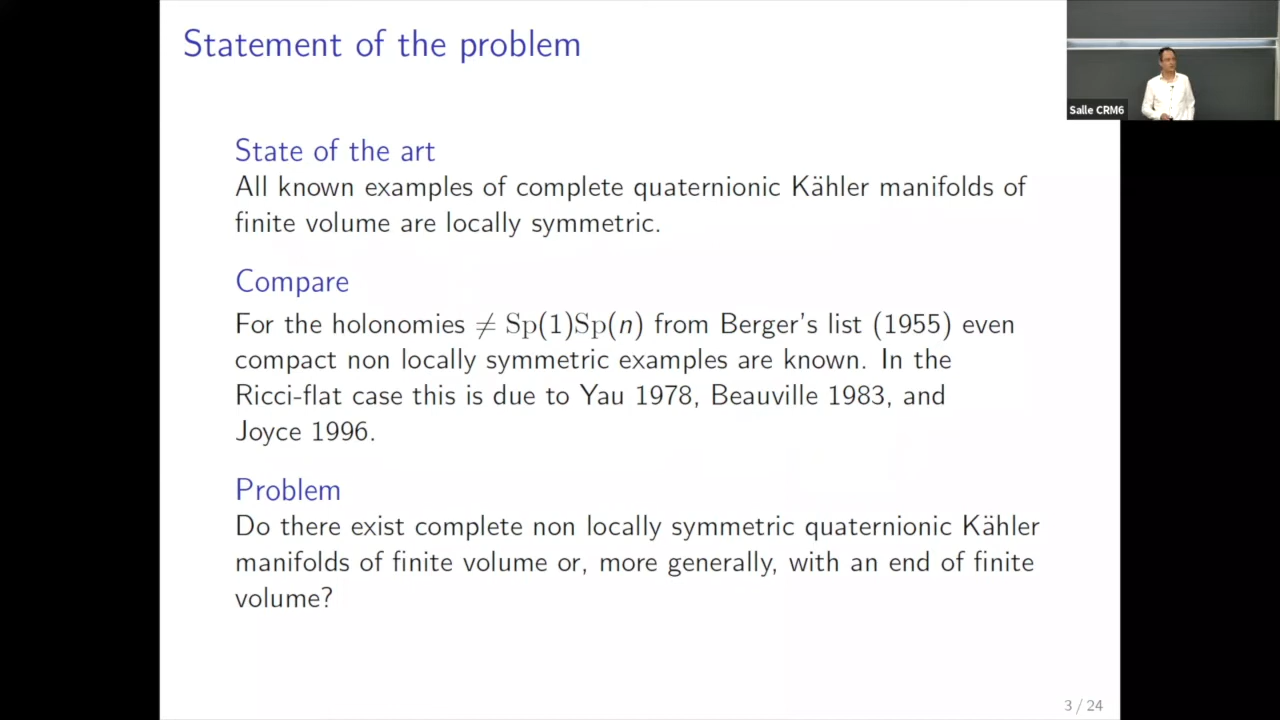 Statement of the problem
Salle CRM6
State of the art
All known examples of complete quaternionic Kähler manifolds of
finite volume are locally symmetric.
Compare
For the holonomies ≠ Sp(1)Sp(n) from Berger's list (1955) even
compact non locally symmetric examples are known. In the
Ricci-flat case this is due to Yau 1978, Beauville 1983, and
Joyce 1996.
Problem
Do there exist complete non locally symmetric quaternionic Kähler
manifolds of finite volume or, more generally, with an end of finite
volume?
3 / 24